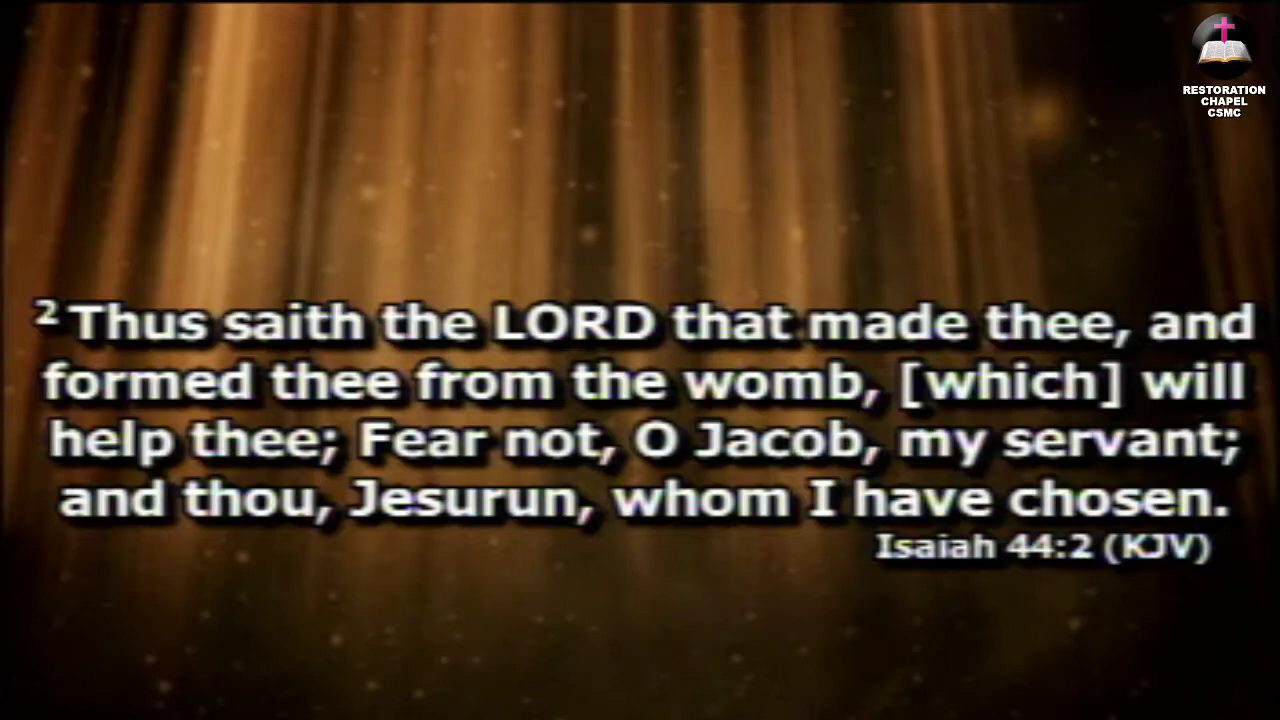 RESTORATION
CHAPEL
CSMC
2 Thus saith the LORD that made thee, and
formed thee from the womb, [which] will
help thee; Fear not, O Jacob, my servant;
and thou, Jesurun, whom I have chosen.
Isaiah 44:2 (KJV)